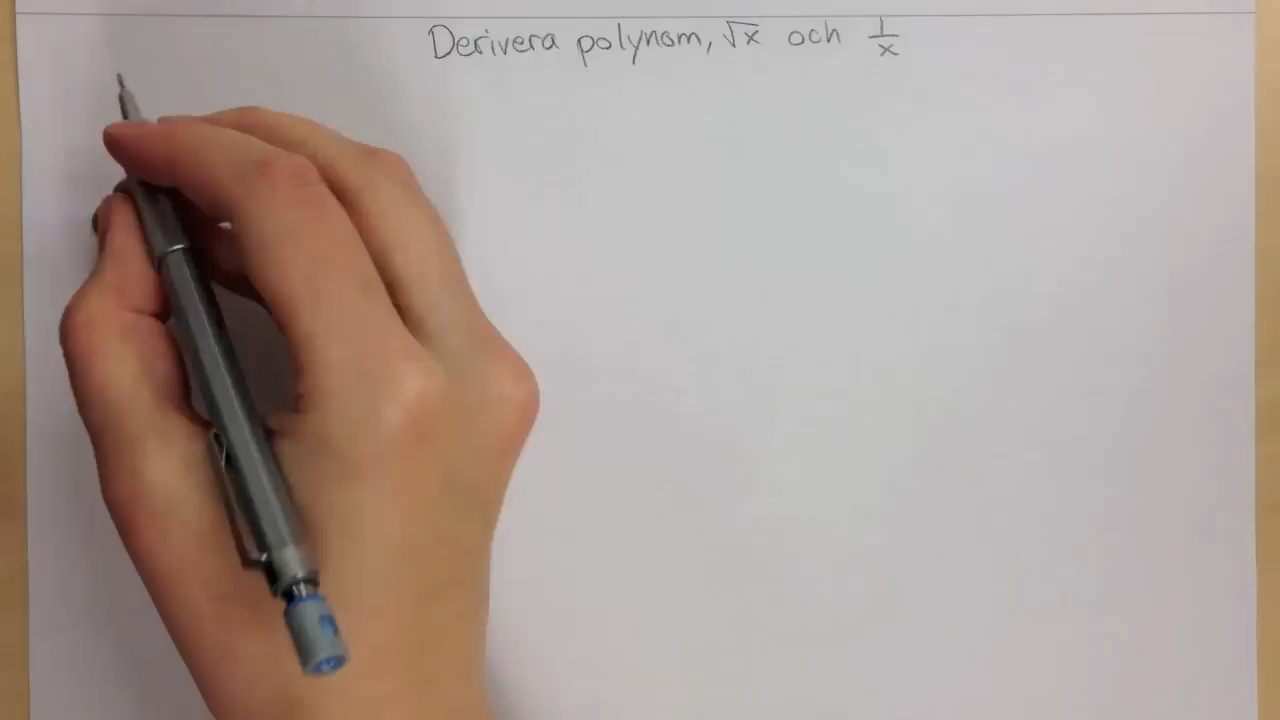 Derivera polynom, √x och 1/x